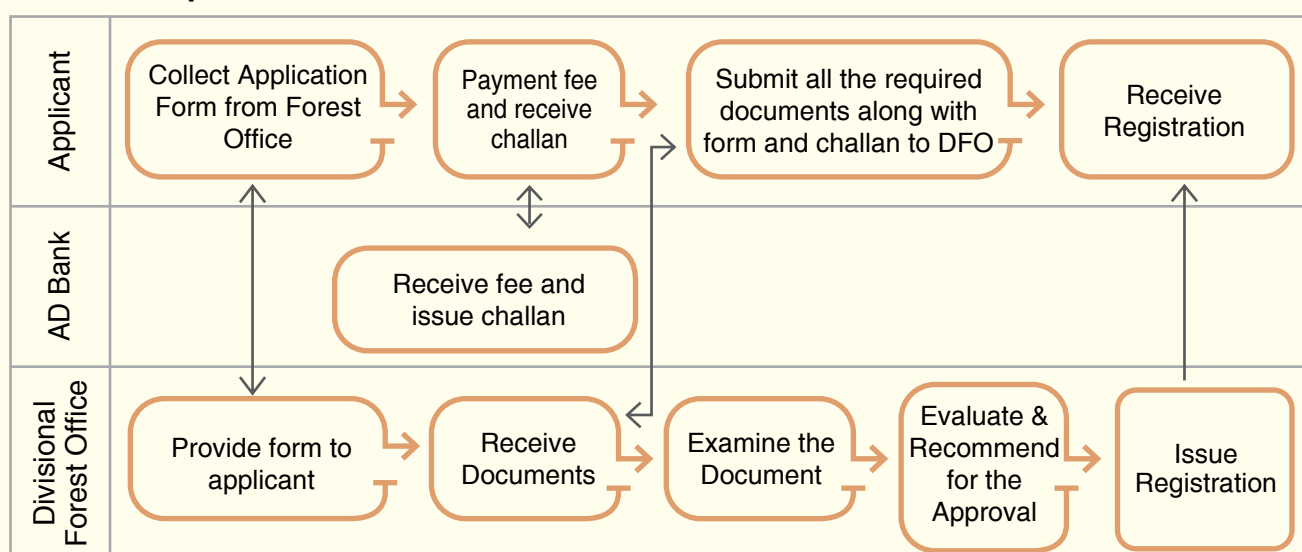 Applicant
Collect Application
Form from Forest
Office
Payment fee
and receive
challan
Submit all the required
documents along with
form and challan to DFO
Receive
Registration
AD Bank
Receive fee and
issue challan
Divisional
Forest Office
Provide form to
applicant
Receive
Documents
Examine the
Document
Evaluate &
Recommend
for the
Approval
Issue
Registration